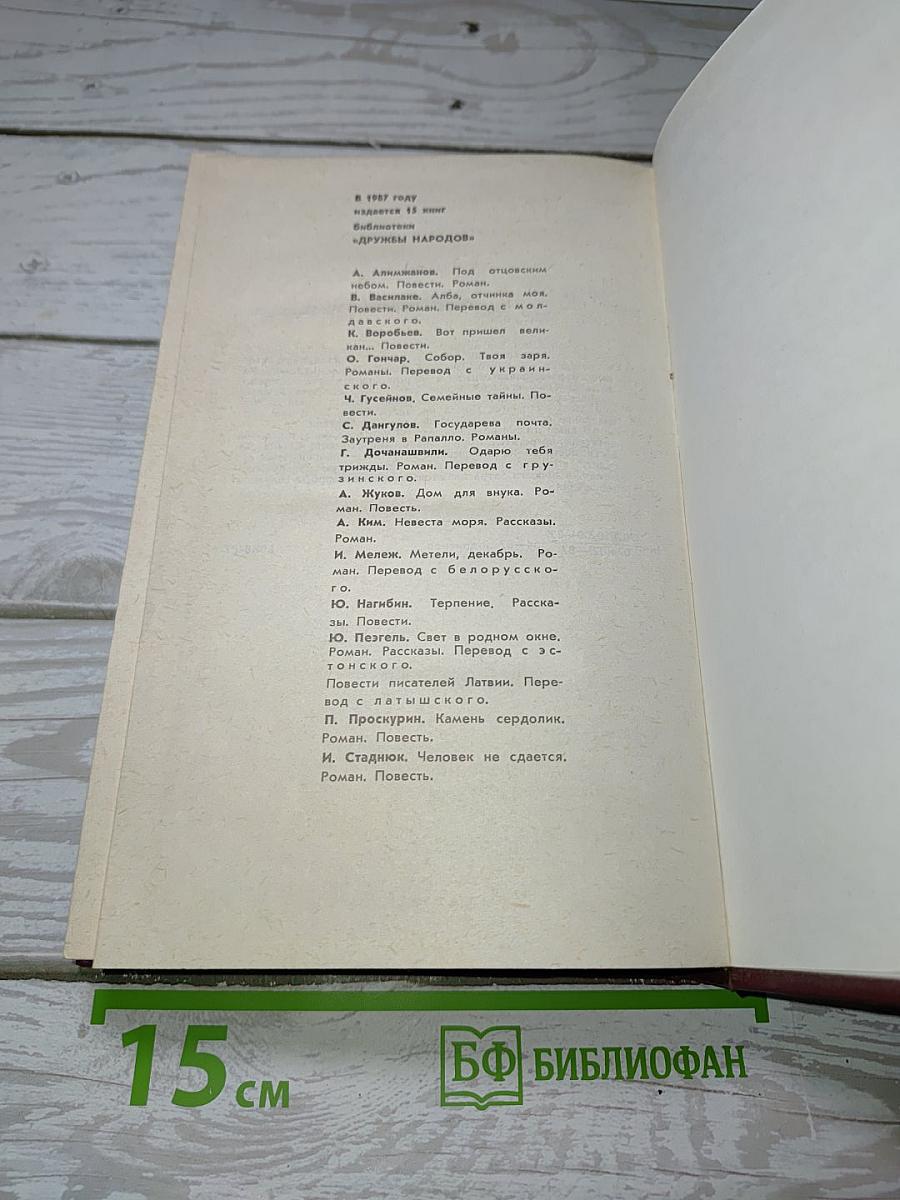 В 1987 году
издается 15 книг
библиотеки
«ДРУЖБЫ НАРОДОВ»
А. Алимжанов. Под отцовским
небом. Повести. Роман.
В. Василаке. Алба, отчинка моя.
Повести. Роман. Перевод с мол-
давского.
К. Воробьев. Вот пришел вели-
кан... Повести.
О. Гончар. Собор. Твоя заря.
Романы. Перевод с украин-
ского.
Ч. Гусейнов. Семейные тайны. По-
вести.
С. Дангулов. Государева почта.
Заутреня в Рапалло. Романы.
Г. Дочанашвили. Одарю тебя
трижды. Роман. Перевод с гру-
зинского.
А. Жуков. Дом для внука. Ро-
ман. Повесть.
А. Ким. Невеста моря. Рассказы.
Роман.
И. Мележ. Метели, декабрь. Ро-
ман. Перевод с белорусско-
го.
Ю. Нагибин. Терпение. Расска-
зы. Повести.
Ю. Пеэгель. Свет в родном окне.
Роман. Рассказы. Перевод с эс-
тонского.
Повести писателей Латвии. Пере-
вод с латышского.
П. Проскурин. Камень сердолик.
Роман. Повесть.
И. Стаднюк. Человек не сдается.
Роман. Повесть.
15 см
БФ БИБЛИОФАН